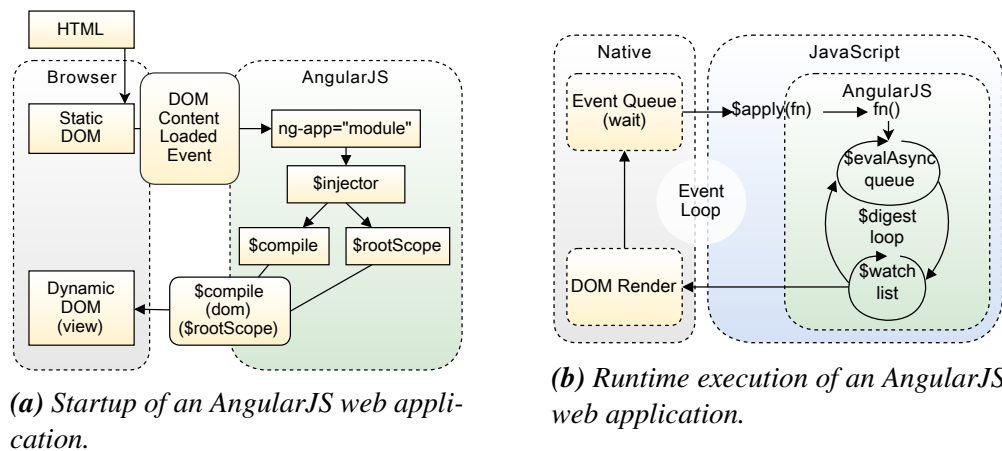 HTML
Browser
AngularJS
Static
DOM
DOM
Content
Loaded
Event
ng-app="module"
$injector
$compile
$rootScope
Dynamic
DOM
(view)
$compile
(dom)
($rootScope)
(a) Startup of an AngularJS web appli-
cation.
Native
JavaScript
Event Queue
(wait)
$apply(fn)
AngularJS
fn()
$evalAsync
queue
Event
Loop
$digest
loop
DOM Render
$watch
list
(b) Runtime execution of an AngularJS
web application.